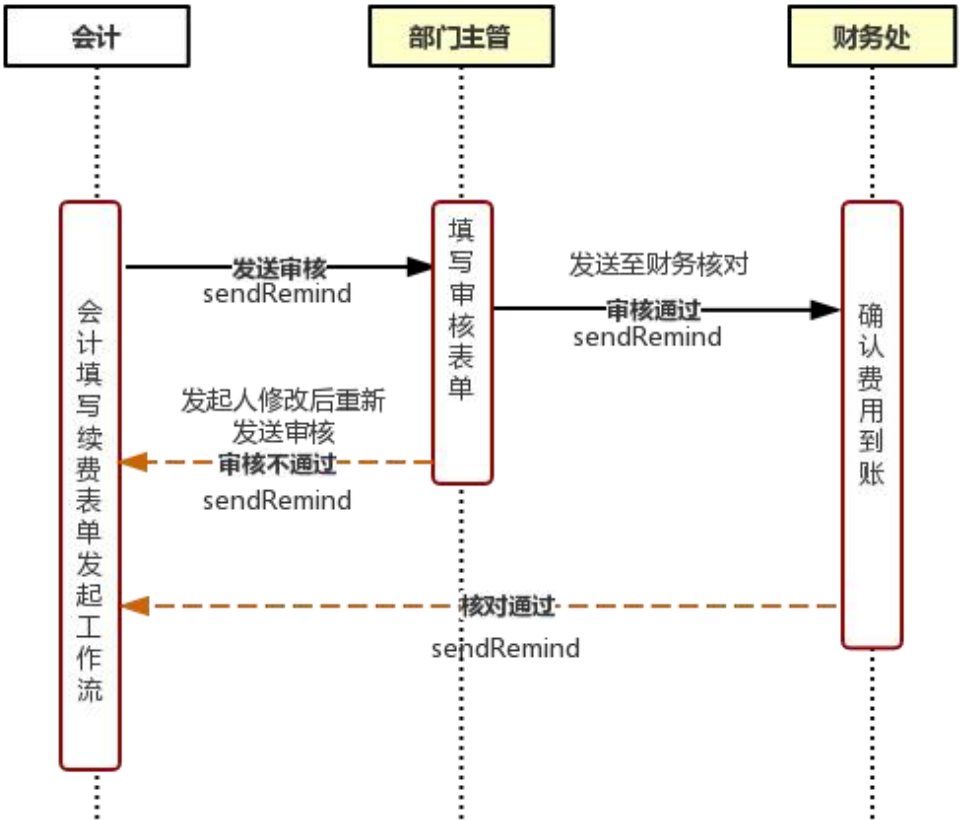 会计
部门主管
财务处
发送审核
sendRemind
填写审核表单
发送至财务核对
审核通过
sendRemind
会计填写续费表单发起工作流
确认费用到账
发起人修改后重新
发送审核
审核不通过
sendRemind
核对通过
sendRemind